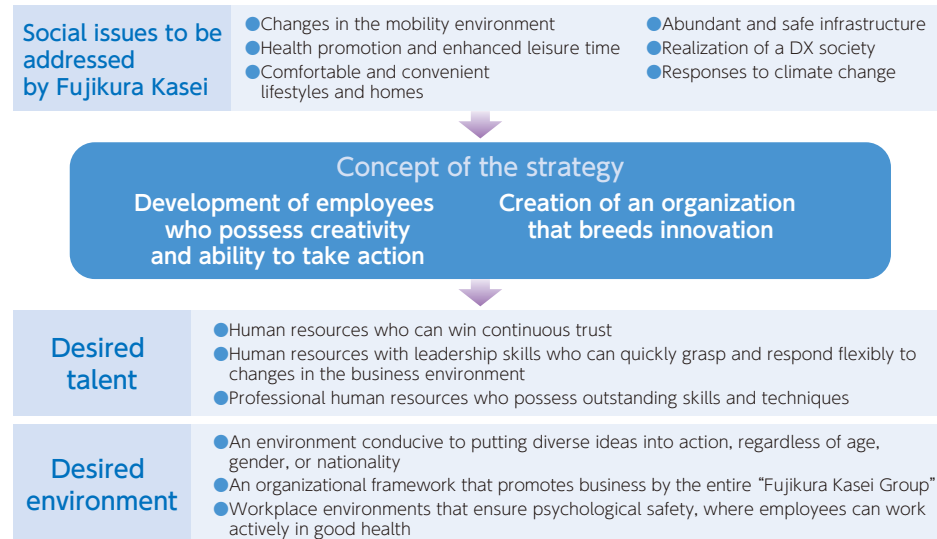 Social issues to be
addressed
by Fujikura Kasei
●Changes in the mobility environment
●Health promotion and enhanced leisure time
●Comfortable and convenient
lifestyles and homes
●Abundant and safe infrastructure
●Realization of a DX society
●Responses to climate change
Concept of the strategy
Development of employees
who possess creativity
and ability to take action
Creation of an organization
that breeds innovation
Desired
talent
●Human resources who can win continuous trust
●Human resources with leadership skills who can quickly grasp and respond flexibly to
changes in the business environment
●Professional human resources who possess outstanding skills and techniques
Desired
environment
●An environment conducive to putting diverse ideas into action, regardless of age,
gender, or nationality
●An organizational framework that promotes business by the entire “Fujikura Kasei Group”
●Workplace environments that ensure psychological safety, where employees can work
actively in good health